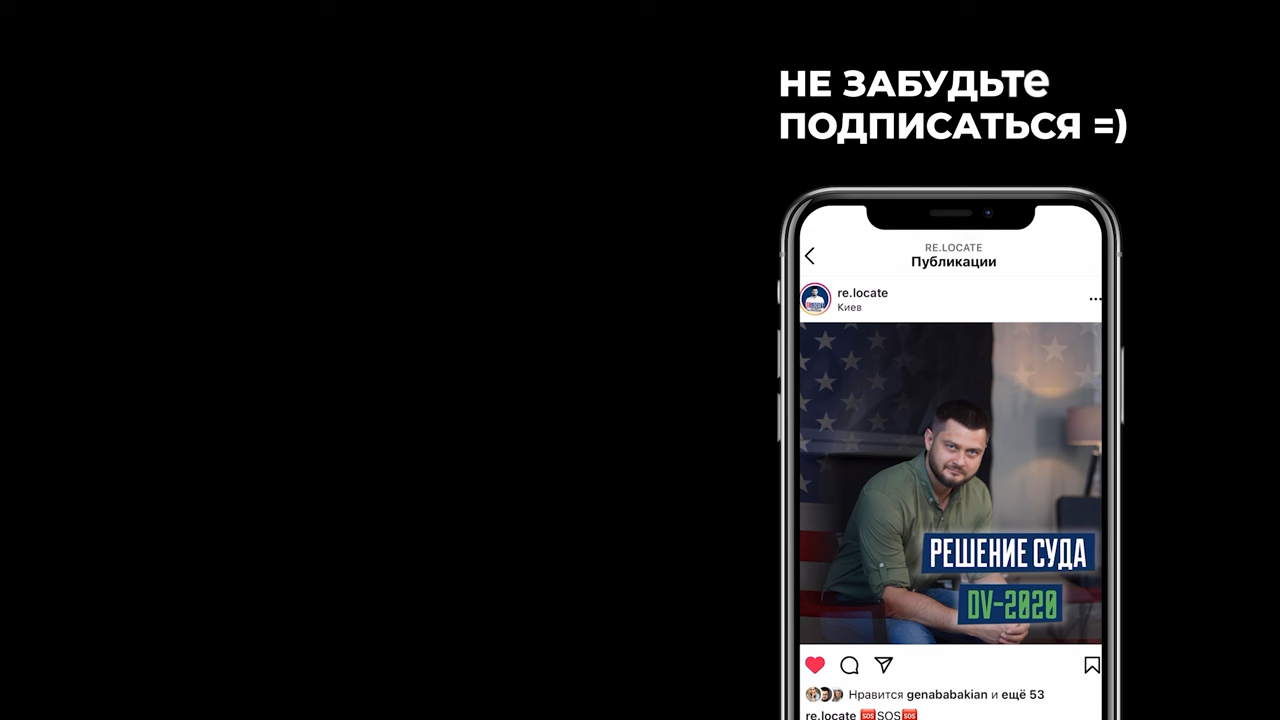 НЕ ЗАБУДЬТе
ПОДПИСАТЬСЯ =)
RE.LOCATE
Публикации
re.locate
Киев
РЕШЕНИЕ СУДА
DV-2020
Нравится genababakian и ещё 53
re.locate 🆘SOS🆘